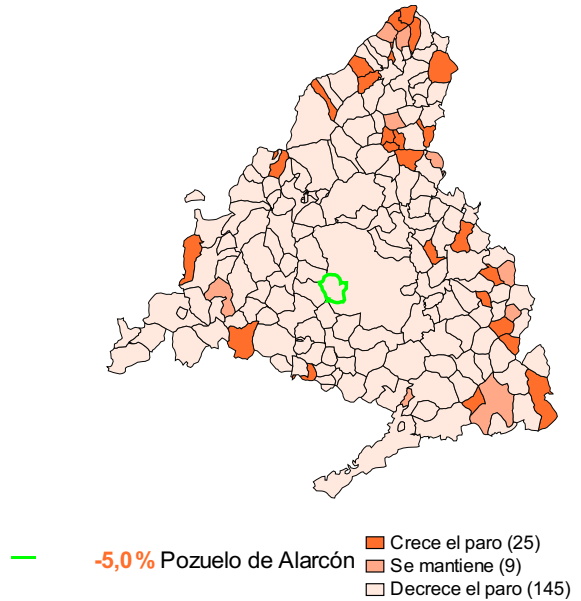 -5,0% Pozuelo de Alarcón
Crece el paro (25)
Se mantiene (9)
Decrece el paro (145)